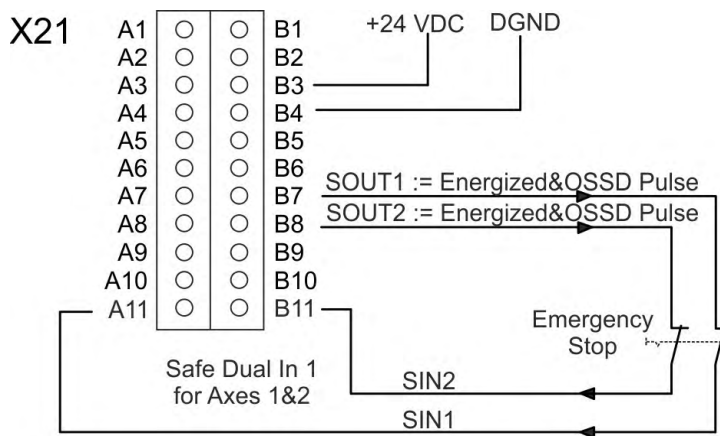 X21
A1 B1 +24 VDC DGND
A2 B2
A3 B3
A4 B4
A5 B5
A6 B6
A7 B7 SOUT1 := Energized&OSSD Pulse
A8 B8 SOUT2 := Energized&OSSD Pulse
A9 B9
A10 B10
A11 B11
Emergency
Stop
Safe Dual In 1
for Axes 1&2
SIN2
SIN1